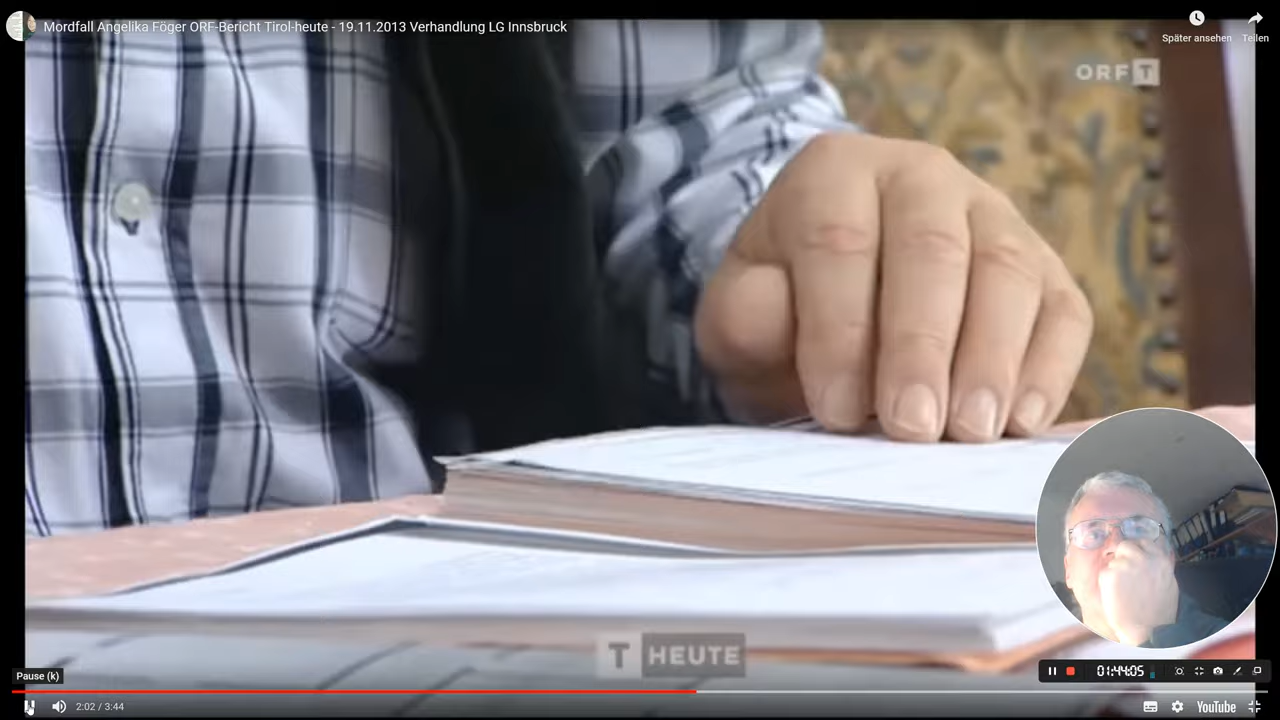 Mordfall Angelika Föger ORF-Bericht Tirol-heute - 19.11.2013 Verhandlung LG Innsbruck
Später ansehen
Teilen
ORF T
T HEUTE
Pause (k)
01:44:05
2:02 / 3:44
YouTube